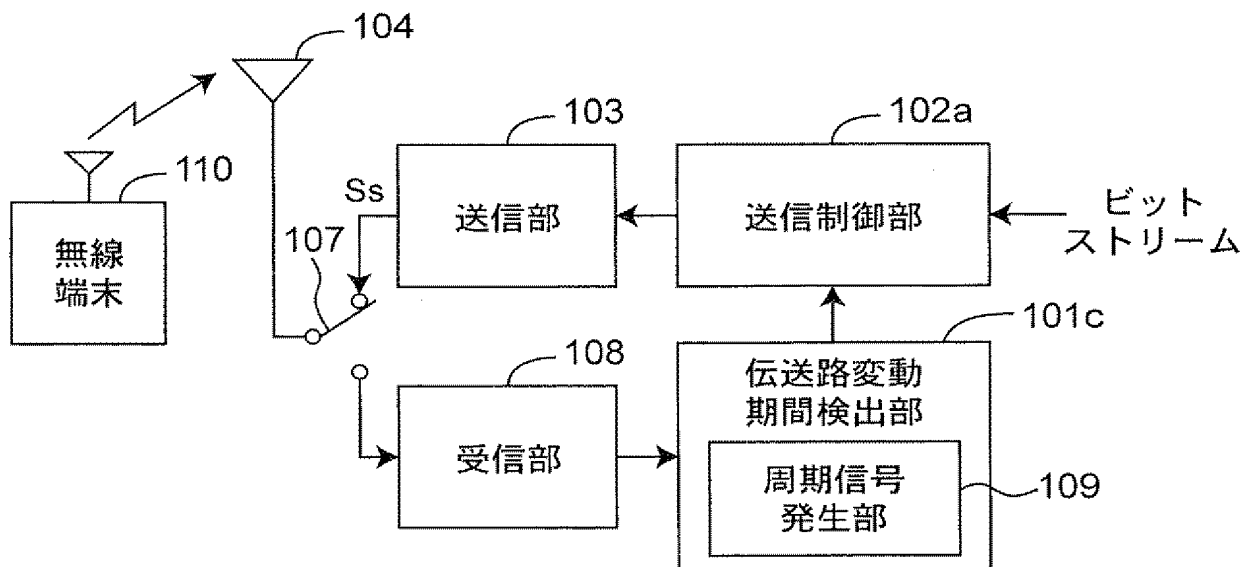 104
103
102a
110
Ss
送信部
送信制御部
ビット
ストリーム
無線
端末
107
101c
108
伝送路変動
期間検出部
受信部
周期信号
発生部
109